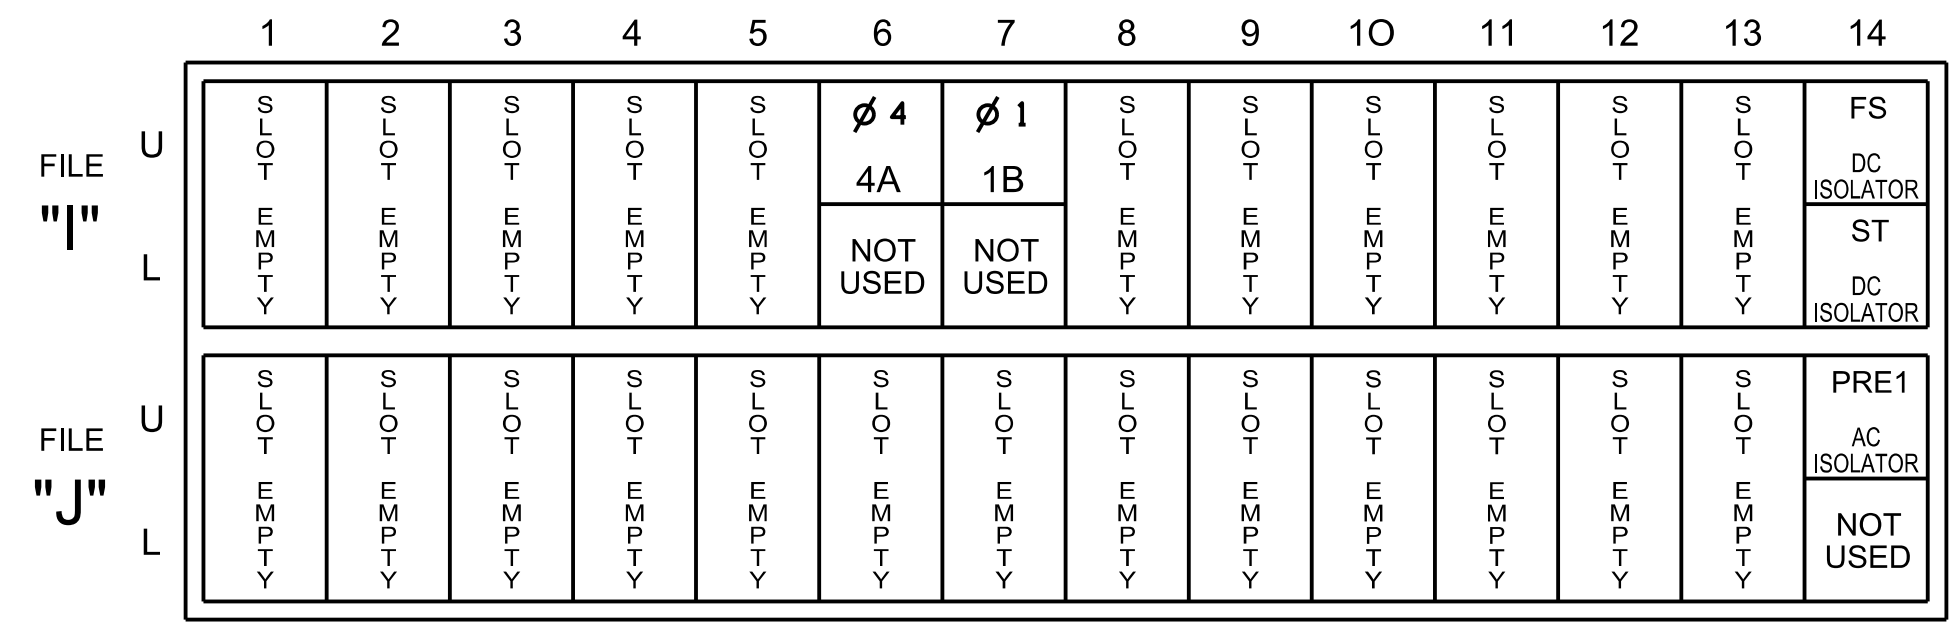 1 2 3 4 5 6 7 8 9 10 11 12 13 14
FILE
"I"
U
L
SLOT EMPTY
SLOT EMPTY
SLOT EMPTY
SLOT EMPTY
SLOT EMPTY
ø 4
4A
NOT
USED
ø 1
1B
NOT
USED
SLOT EMPTY
SLOT EMPTY
SLOT EMPTY
SLOT EMPTY
SLOT EMPTY
SLOT EMPTY
FS
DC
ISOLATOR
ST
DC
ISOLATOR
FILE
"J"
U
L
SLOT EMPTY
SLOT EMPTY
SLOT EMPTY
SLOT EMPTY
SLOT EMPTY
SLOT EMPTY
SLOT EMPTY
SLOT EMPTY
SLOT EMPTY
SLOT EMPTY
SLOT EMPTY
SLOT EMPTY
SLOT EMPTY
PRE1
AC
ISOLATOR
NOT
USED